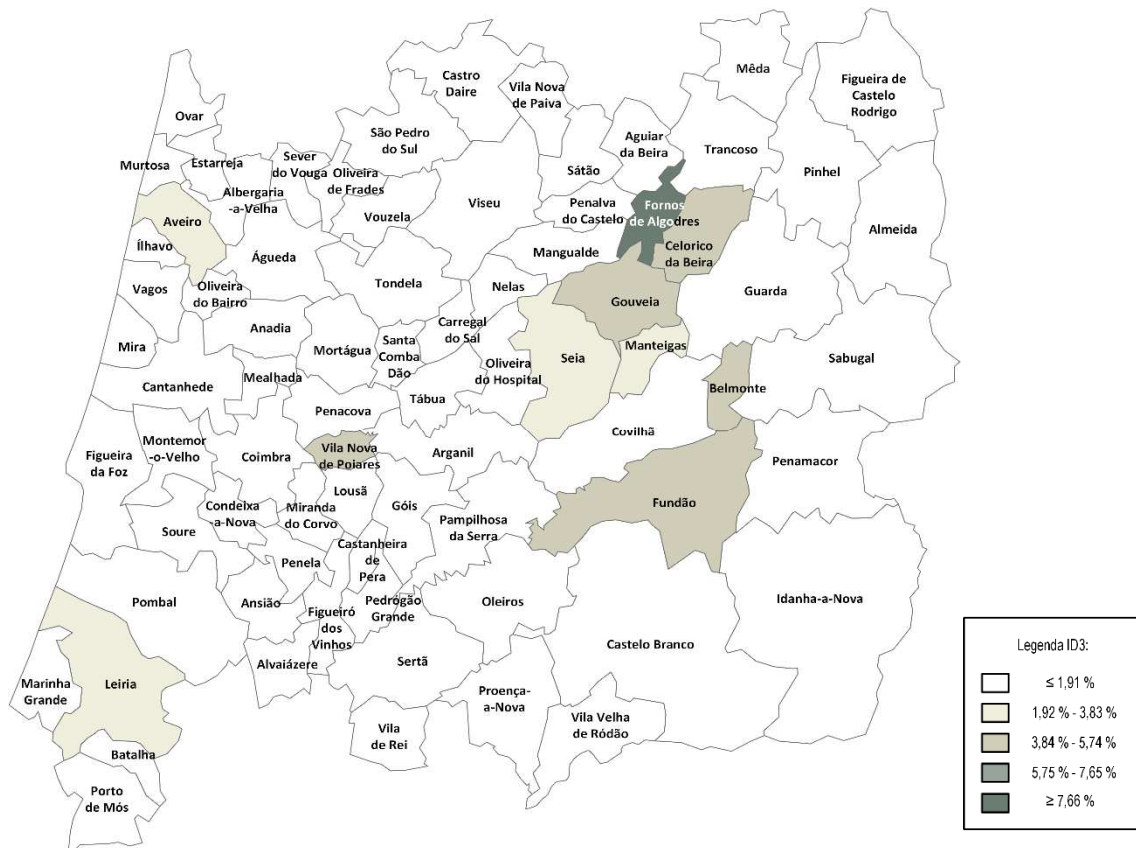 Mêda
Figueira de
Castelo
Rodrigo
Castro
Daire
Vila Nova
de Paiva
Ovar
São Pedro
do Sul
Aguiar
da Beira
Trancoso
Murtosa
Estarreja
Sever
do Vouga
Oliveira
de Frades
Sátão
Pinhel
Albergaria
-a-Velha
Viseu
Penalva
do Castelo
Fornos
de Algodres
Aveiro
Vouzela
Almeida
Ílhavo
Águeda
Mangualde
Celorico
da Beira
Vagos
Oliveira
do Bairro
Tondela
Nelas
Gouveia
Guarda
Anadia
Carregal
do Sal
Mira
Mortágua
Santa
Comba
Dão
Oliveira
do Hospital
Seia
Manteigas
Sabugal
Cantanhede
Mealhada
Tábua
Belmonte
Penacova
Covilhã
Montemor
-o-Velho
Figueira
da Foz
Coimbra
Vila Nova
de Poiares
Arganil
Penamacor
Lousã
Condeixa
-a-Nova
Miranda
do Corvo
Góis
Fundão
Soure
Pampilhosa
da Serra
Castanheira
de
Pera
Penela
Pombal
Ansião
Figueiró
dos
Vinhos
Pedrógão
Grande
Oleiros
Idanha-a-Nova
Alvaiázere
Sertã
Castelo Branco
Marinha
Grande
Leiria
Proença-
a-Nova
Vila
de Rei
Vila Velha
de Ródão
Batalha
Porto
de Mós
Legenda ID3:
≤ 1,91 %
1,92 % - 3,83 %
3,84 % - 5,74 %
5,75 % - 7,65 %
≥ 7,66 %